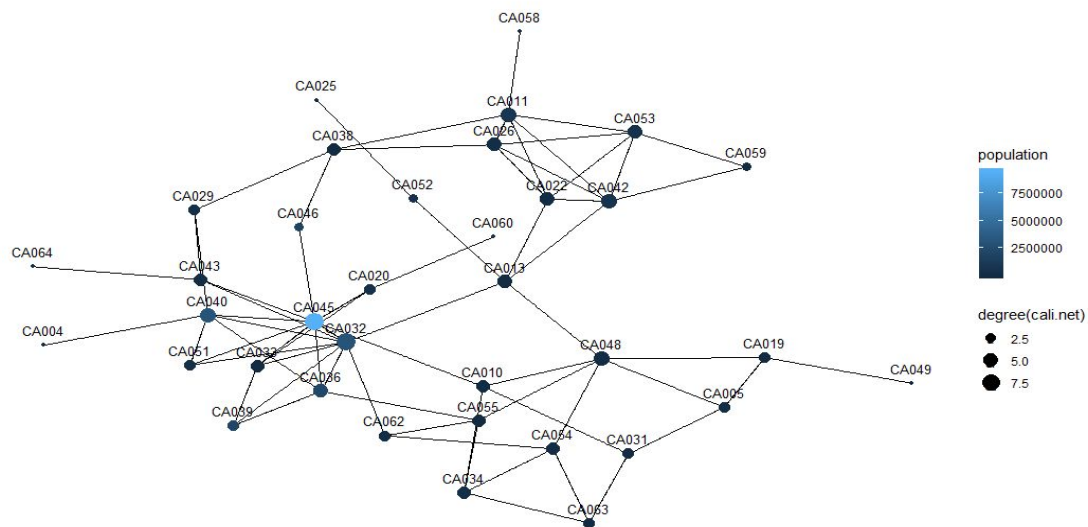 CA058
CA025
CA011
CA053
CA026
CA038
CA059
CA022
CA042
CA052
CA029
CA046
CA060
CA064
CA043
CA020
CA013
CA040
CA045
CA004
CA032
CA051
CA033
CA048
CA019
CA036
CA010
CA049
CA005
CA039
CA055
CA062
CA054
CA031
CA034
CA063
population
7500000
5000000
2500000
degree(cali.net)
2.5
5.0
7.5